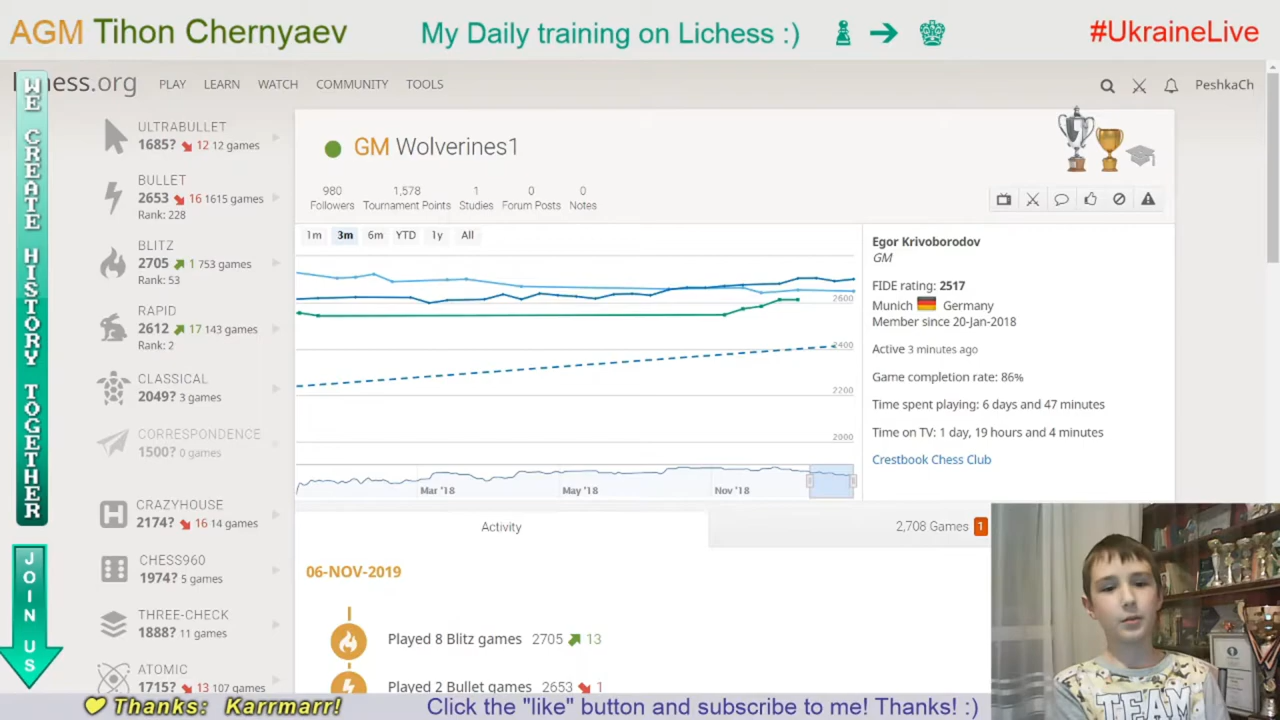 AGM Tihon Chernyaev
My Daily training on Lichess :)
#UkraineLive
ess.org
PLAY LEARN WATCH COMMUNITY TOOLS
PeshkaCh
WE CREATE HISTORY TOGETHER
JOIN US
ULTRABULLET
1685? 12 12 games
BULLET
2653 16 1615 games
Rank: 228
BLITZ
2705 1 753 games
Rank: 53
RAPID
2612 17 143 games
Rank: 2
CLASSICAL
2049? 3 games
CORRESPONDENCE
1500? 0 games
CRAZYHOUSE
2174? 16 14 games
CHESS960
1974? 5 games
THREE-CHECK
1888? 11 games
ATOMIC
1715? 13 107 games
GM Wolverines1
980 1,578 1 0 0
Followers Tournament Points Studies Forum Posts Notes
1m 3m 6m YTD 1y All
2600
2400
2200
2000
Mar '18 May '18 Nov '18
Egor Krivoborodov
GM
FIDE rating: 2517
Munich Germany
Member since 20-Jan-2018
Active 3 minutes ago
Game completion rate: 86%
Time spent playing: 6 days and 47 minutes
Time on TV: 1 day, 19 hours and 4 minutes
Crestbook Chess Club
Activity
2,708 Games 1
06-NOV-2019
Played 8 Blitz games 2705 13
Played 2 Bullet games 2653 1
TEAM
Thanks: Karrmarr!
Click the "like" button and subscribe to me! Thanks! :)